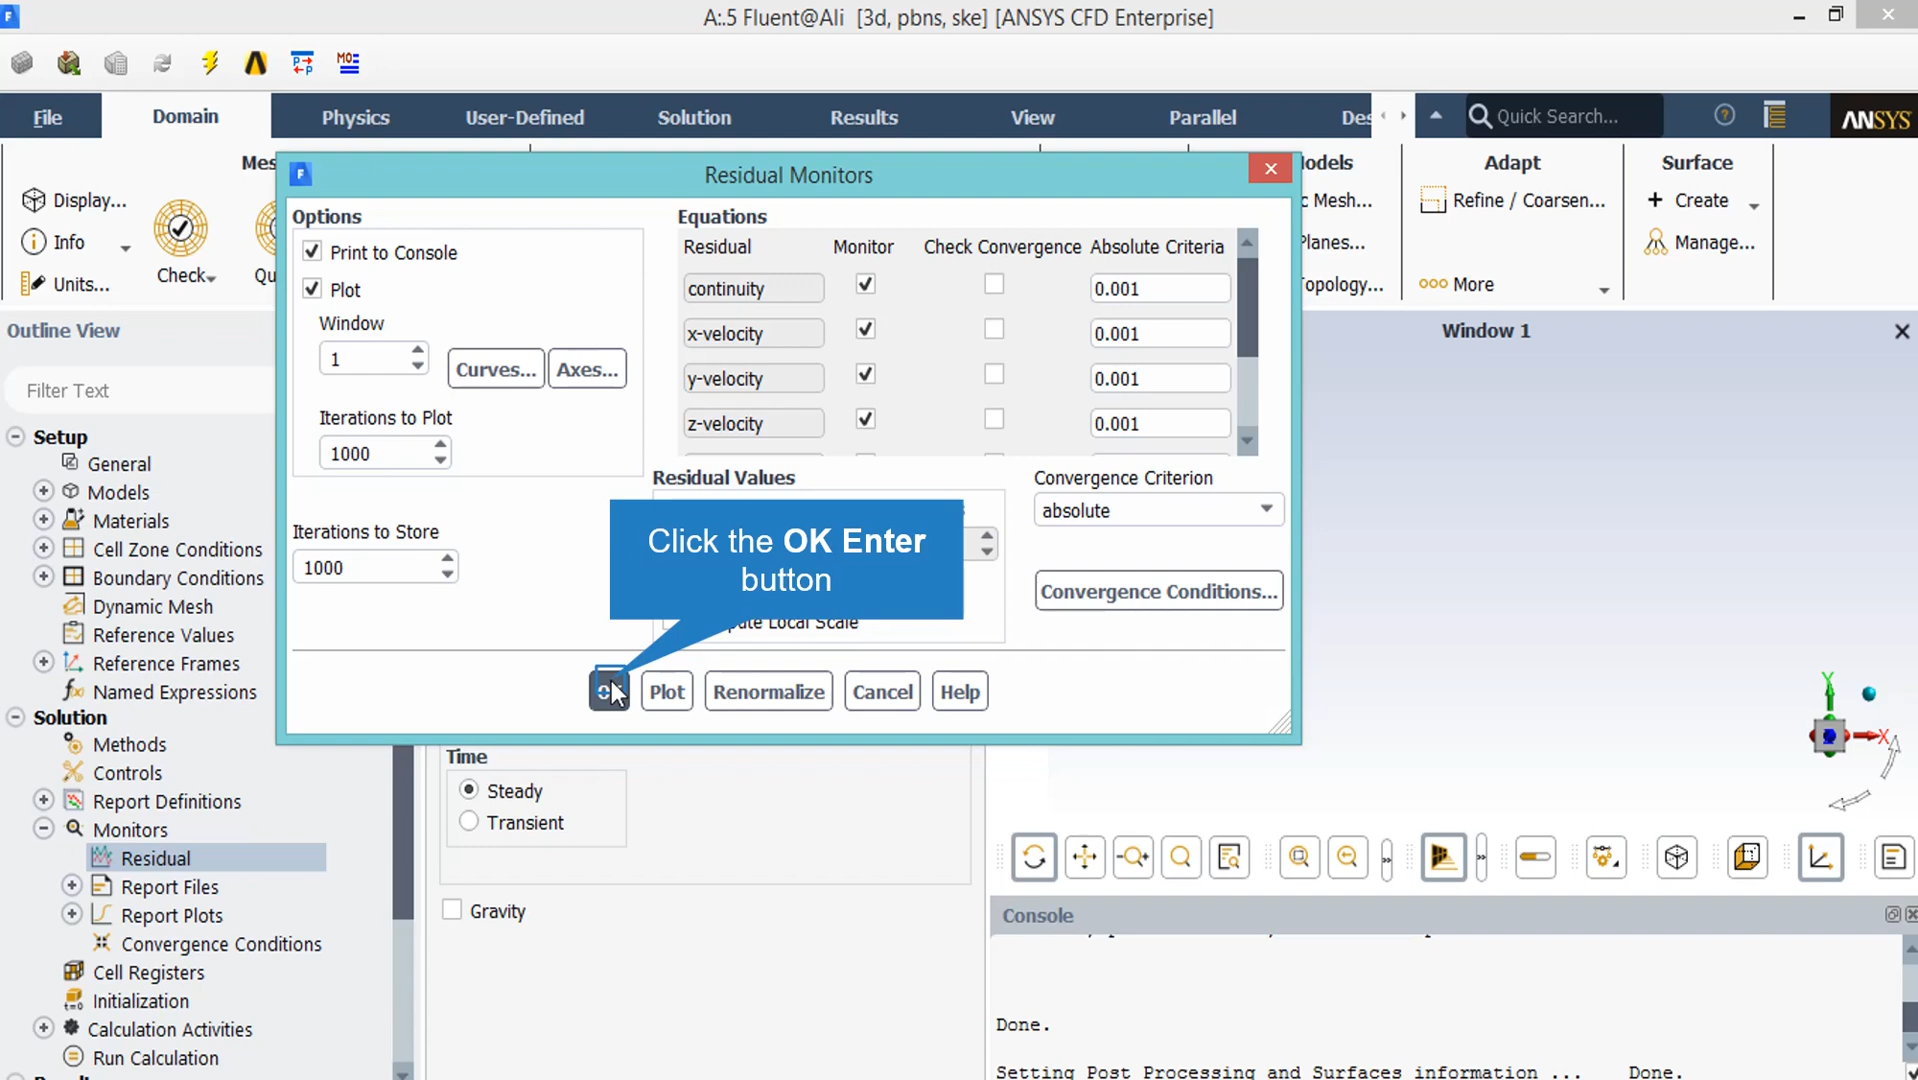 A:.5 Fluent@Ali [3d, pbns, ske] [ANSYS CFD Enterprise]
File
Domain
Physics
User-Defined
Solution
Results
View
Parallel
Quick Search...
ANSYS
Adapt
Surface
Display...
Info
Units...
Check
Refine / Coarsen...
More
Create
Manage...
Residual Monitors
Options
Print to Console
Plot
Window
1
Curves...
Axes...
Iterations to Plot
1000
Iterations to Store
1000
Equations
Residual Monitor Check Convergence Absolute Criteria
continuity 0.001
x-velocity 0.001
y-velocity 0.001
z-velocity 0.001
Residual Values
Convergence Criterion
absolute
Convergence Conditions...
Local Scale
Click the OK Enter
button
Plot
Renormalize
Cancel
Help
Outline View
Filter Text
Setup
General
Models
Materials
Cell Zone Conditions
Boundary Conditions
Dynamic Mesh
Reference Values
Reference Frames
Named Expressions
Solution
Methods
Controls
Report Definitions
Monitors
Residual
Report Files
Report Plots
Convergence Conditions
Cell Registers
Initialization
Calculation Activities
Run Calculation
Time
Steady
Transient
Gravity
Window 1
Y
X
Console
Done.
Setting Post Processing and Surfaces information ... Done.